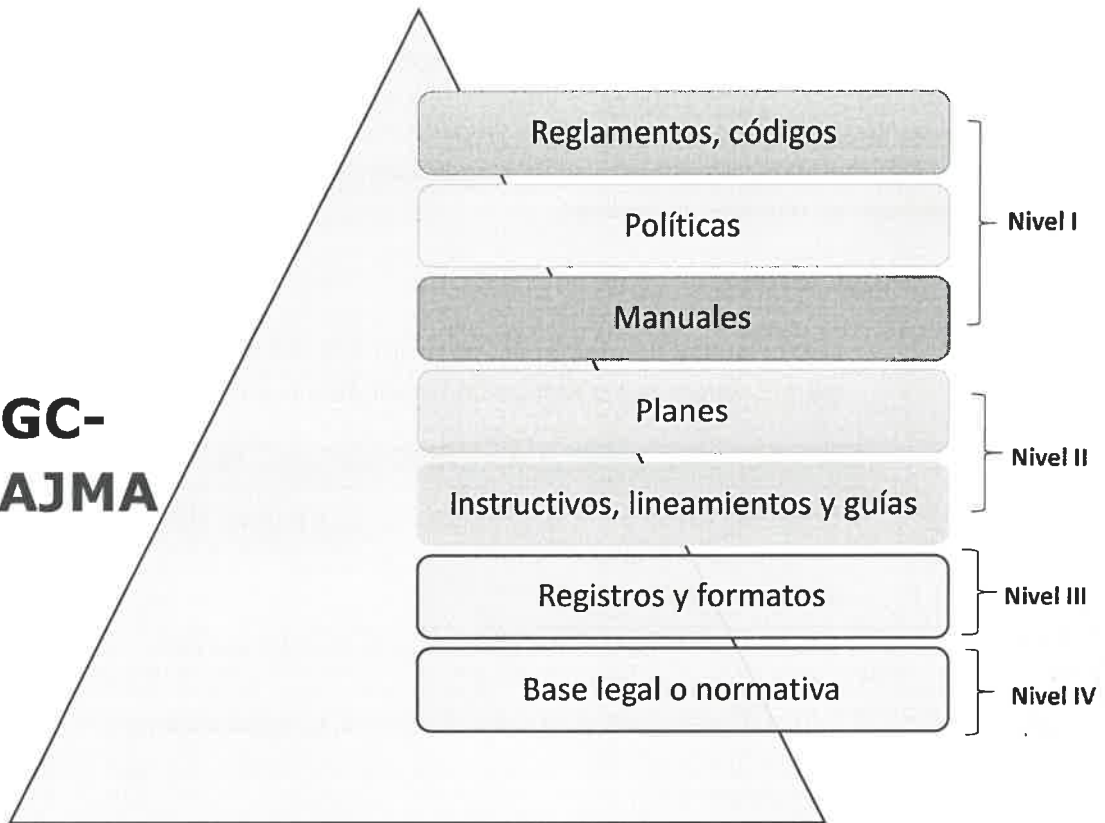 Reglamentos, códigos
Políticas
Nivel I
Manuales
GC-
AJMA
Planes
Nivel II
Instructivos, lineamientos y guías
Registros y formatos
Nivel III
Base legal o normativa
Nivel IV